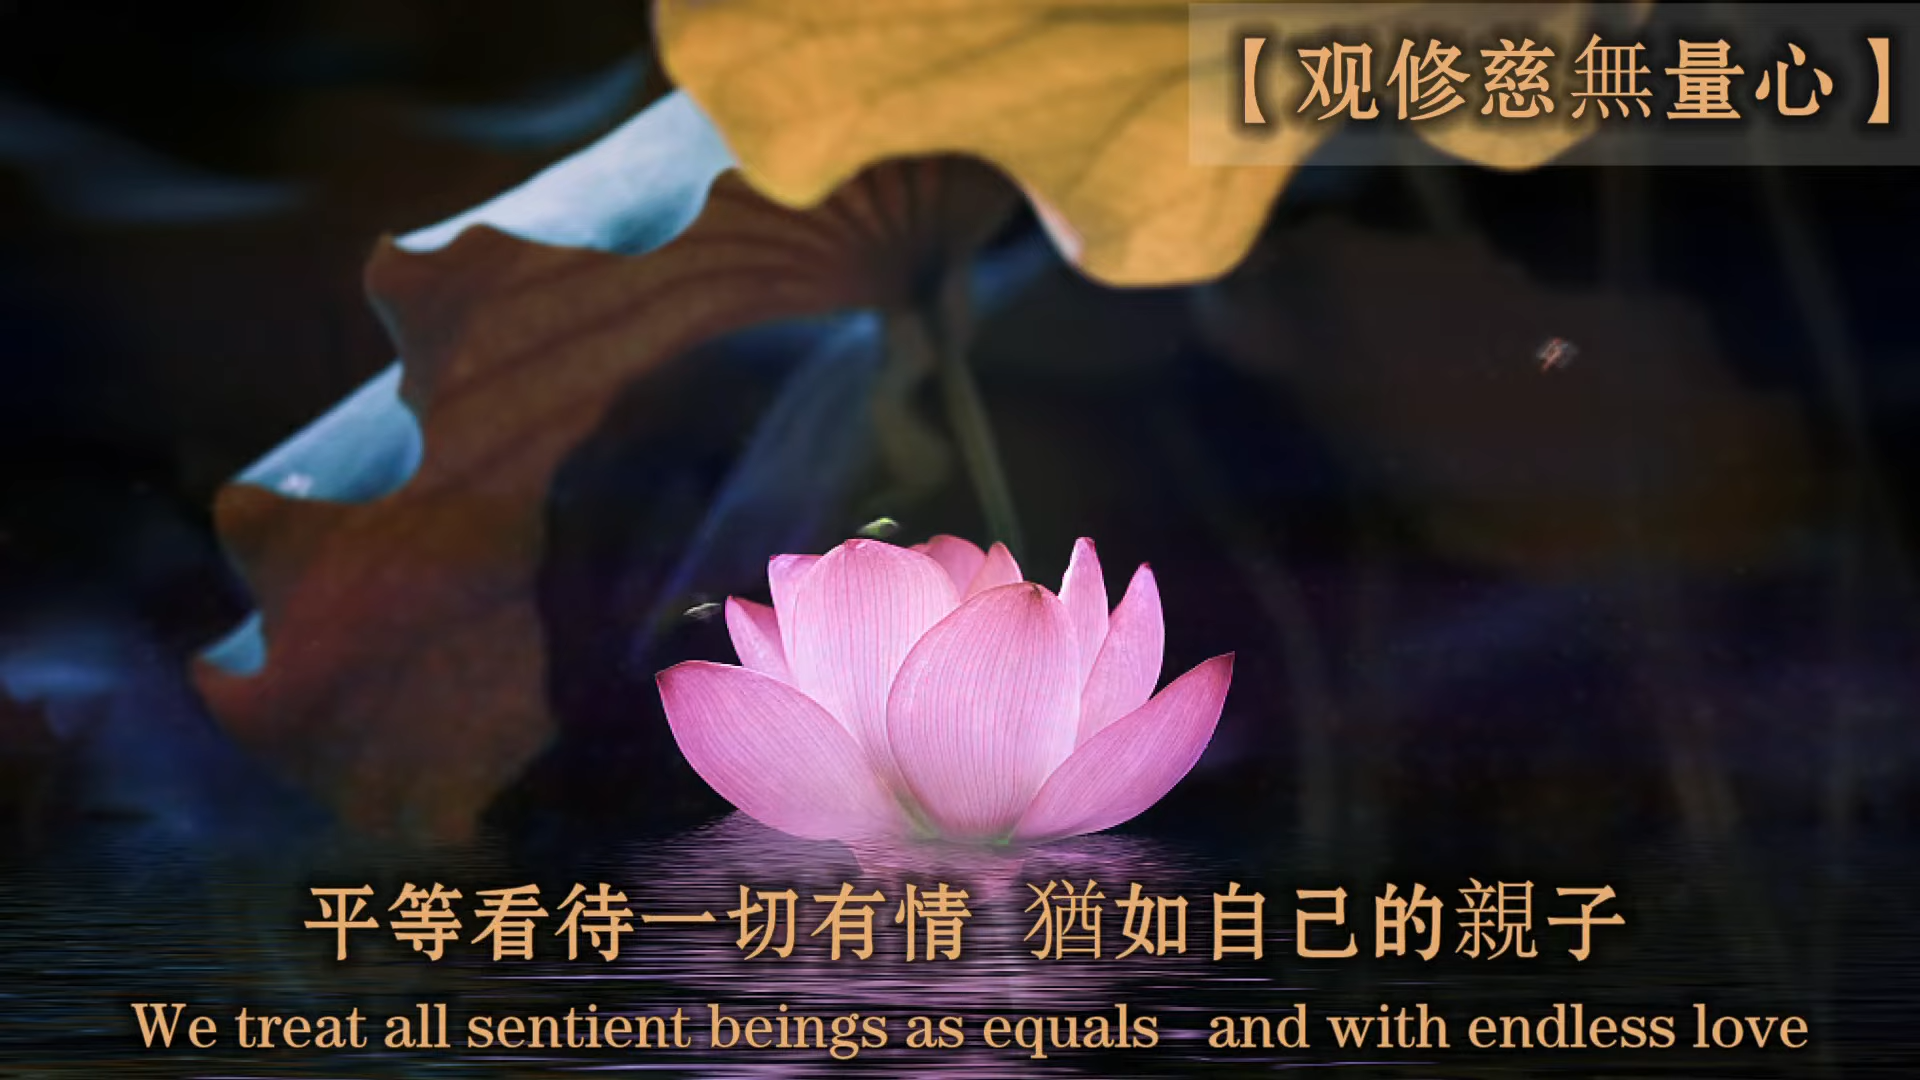 【观修慈無量心】
平等看待一切有情 猶如自己的親子
We treat all sentient beings as equals and with endless love